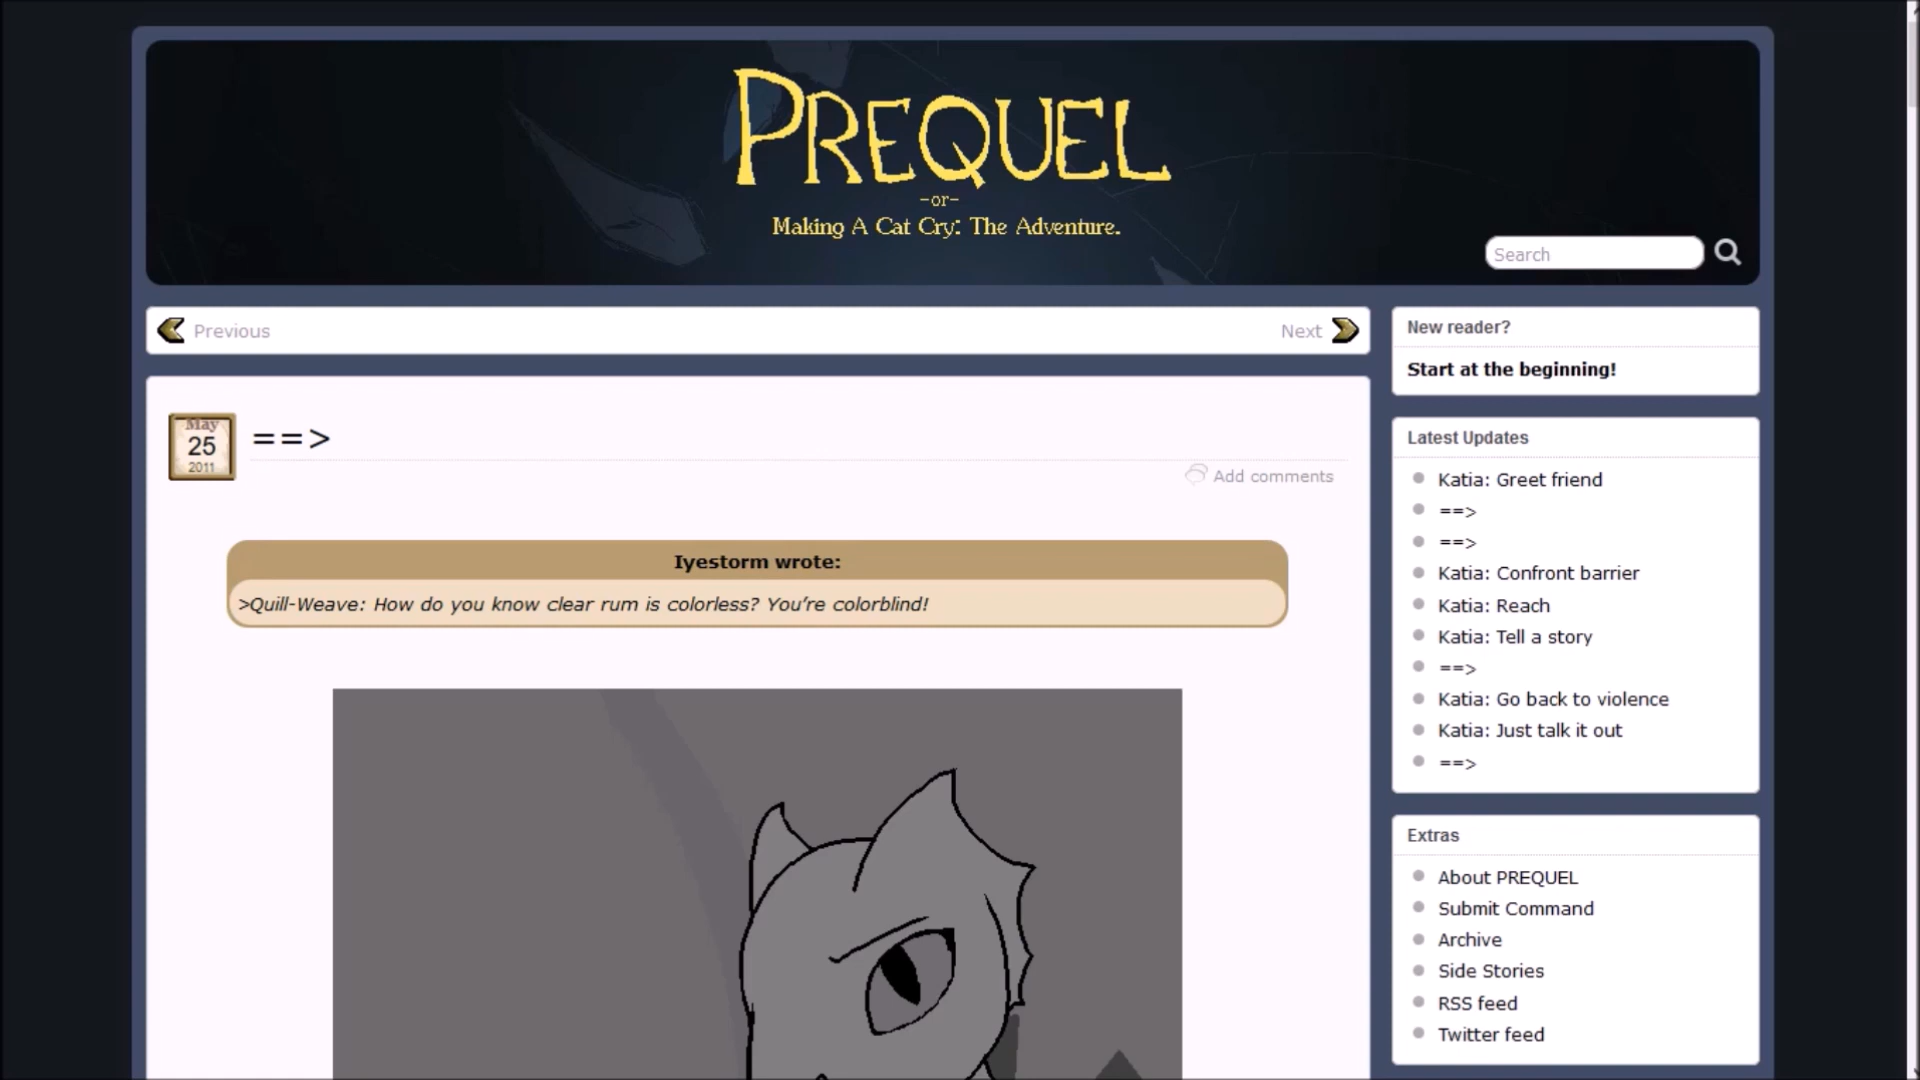 PREQUEL
-or-
Making A Cat Cry: The Adventure.
Search
Previous
Next
May
25
2011
==>
Add comments
Iyestorm wrote:
>Quill-Weave: How do you know clear rum is colorless? You’re colorblind!
New reader?
Start at the beginning!
Latest Updates
Katia: Greet friend
==>
==>
Katia: Confront barrier
Katia: Reach
Katia: Tell a story
==>
Katia: Go back to violence
Katia: Just talk it out
==>
Extras
About PREQUEL
Submit Command
Archive
Side Stories
RSS feed
Twitter feed